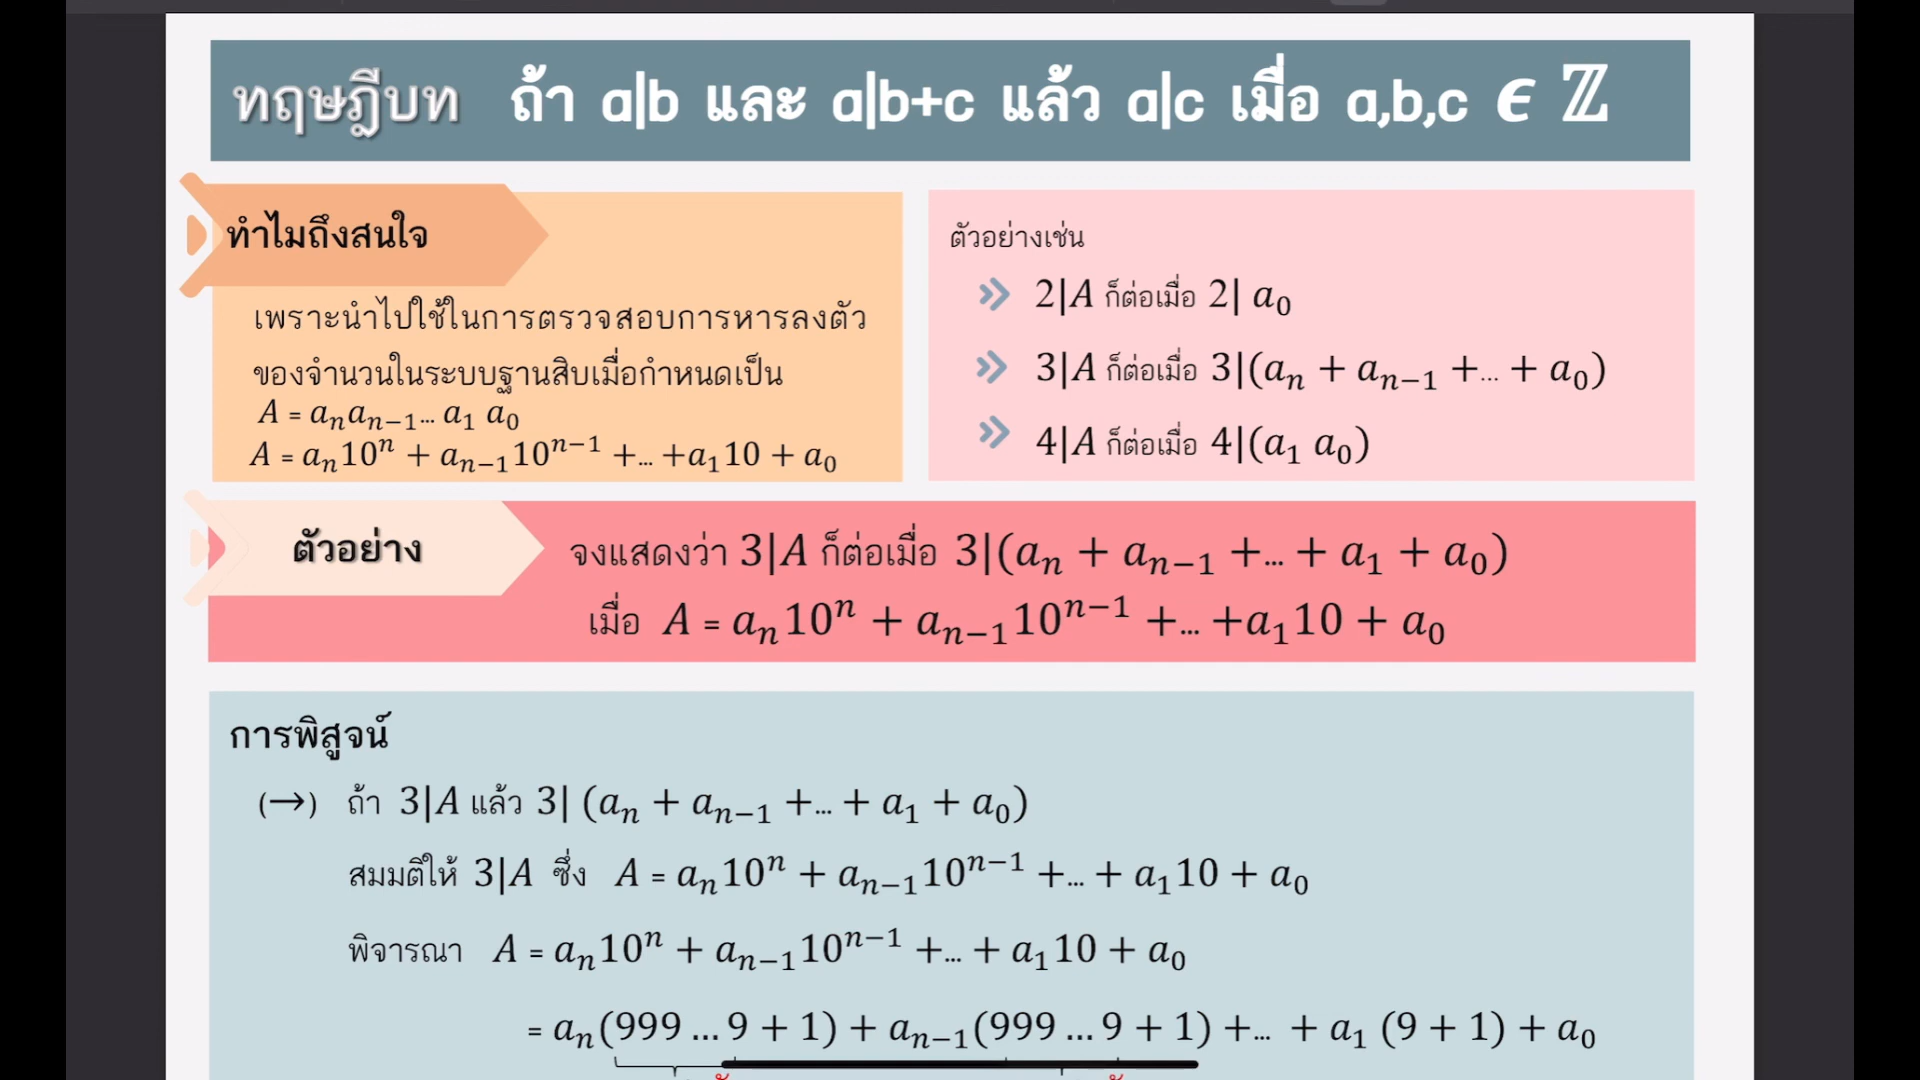 ทฤษฎีบท ถ้า a|b และ a|b+c แล้ว a|c เมื่อ a,b,c ϵ ℤ
ทำไมถึงสนใจ
เพราะนำไปใช้ในการตรวจสอบการหารลงตัว
ของจำนวนในระบบฐานสิบเมื่อกำหนดเป็น
A = aₙaₙ₋₁... a₁ a₀
A = aₙ10ⁿ + aₙ₋₁10ⁿ⁻¹ +... +a₁10 + a₀
ตัวอย่างเช่น
2|A ก็ต่อเมื่อ 2| a₀
3|A ก็ต่อเมื่อ 3|(aₙ + aₙ₋₁ +... + a₀)
4|A ก็ต่อเมื่อ 4|(a₁ a₀)
ตัวอย่าง
จงแสดงว่า 3|A ก็ต่อเมื่อ 3|(aₙ + aₙ₋₁ +... + a₁ + a₀)
เมื่อ A = aₙ10ⁿ + aₙ₋₁10ⁿ⁻¹ +... +a₁10 + a₀
การพิสูจน์
(→) ถ้า 3|A แล้ว 3| (aₙ + aₙ₋₁ +... + a₁ + a₀)
สมมติให้ 3|A ซึ่ง A = aₙ10ⁿ + aₙ₋₁10ⁿ⁻¹ +... + a₁10 + a₀
พิจารณา A = aₙ10ⁿ + aₙ₋₁10ⁿ⁻¹ +... + a₁10 + a₀
= aₙ(999 ... 9 + 1) + aₙ₋₁(999 ... 9 + 1) +... + a₁ (9 + 1) + a₀